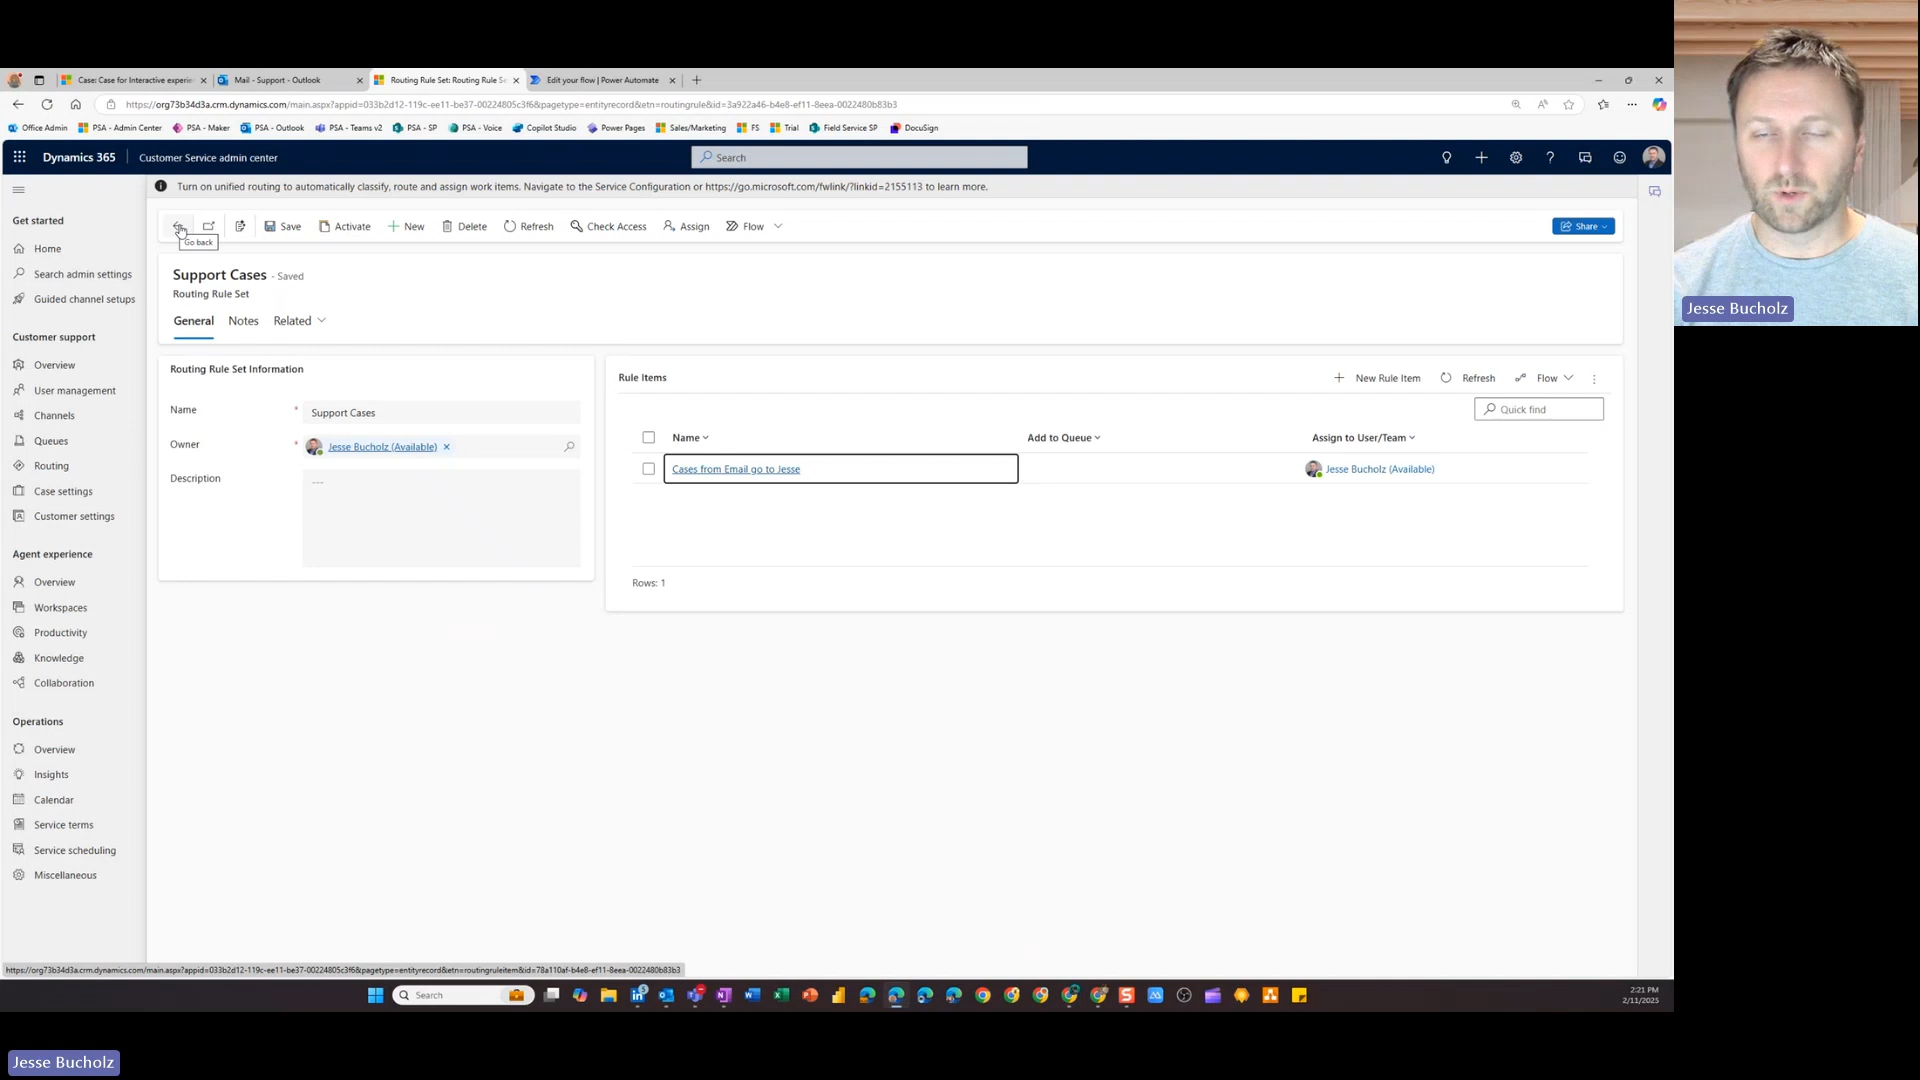 Case: Case for Interactive experien
Mail - Support - Outlook
Routing Rule Set: Routing Rule Se
Edit your flow | Power Automate
https://org73b34d3a.crm.dynamics.com/main.aspx?appid=033b2d12-119c-ee11-be37-00224805c3f6&pagetype=entityrecord&etn=routingrule&id=3a922a46-b4e8-ef11-8eea-0022480b83b3
Office Admin
PSA - Admin Center
PSA - Maker
PSA - Outlook
PSA - Teams v2
PSA - SP
PSA - Voice
Copilot Studio
Power Pages
Sales/Marketing
FS
Trial
Field Service SP
DocuSign
Dynamics 365
Customer Service admin center
Search
Turn on unified routing to automatically classify, route and assign work items. Navigate to the Service Configuration or https://go.microsoft.com/fwlink/?linkid=2155113 to learn more.
Get started
Home
Search admin settings
Guided channel setups
Customer support
Overview
User management
Channels
Queues
Routing
Case settings
Customer settings
Agent experience
Overview
Workspaces
Productivity
Knowledge
Collaboration
Operations
Overview
Insights
Calendar
Service terms
Service scheduling
Miscellaneous
Save
Activate
New
Delete
Refresh
Check Access
Assign
Flow
Share
Go back
Support Cases - Saved
Routing Rule Set
General
Notes
Related
Routing Rule Set Information
Name * Support Cases
Owner * Jesse Bucholz (Available)
Description ---
Rule Items
New Rule Item
Refresh
Flow
Quick find
Name
Add to Queue
Assign to User/Team
Cases from Email go to Jesse
Jesse Bucholz (Available)
Rows: 1
https://org73b34d3a.crm.dynamics.com/main.aspx?appid=033b2d12-119c-ee11-be37-00224805c3f6&pagetype=entityrecord&etn=routingruleitem&id=78a110af-b4e8-ef11-8eea-0022480b83b3
Search
2:21 PM
2/11/2025
Jesse Bucholz
Jesse Bucholz